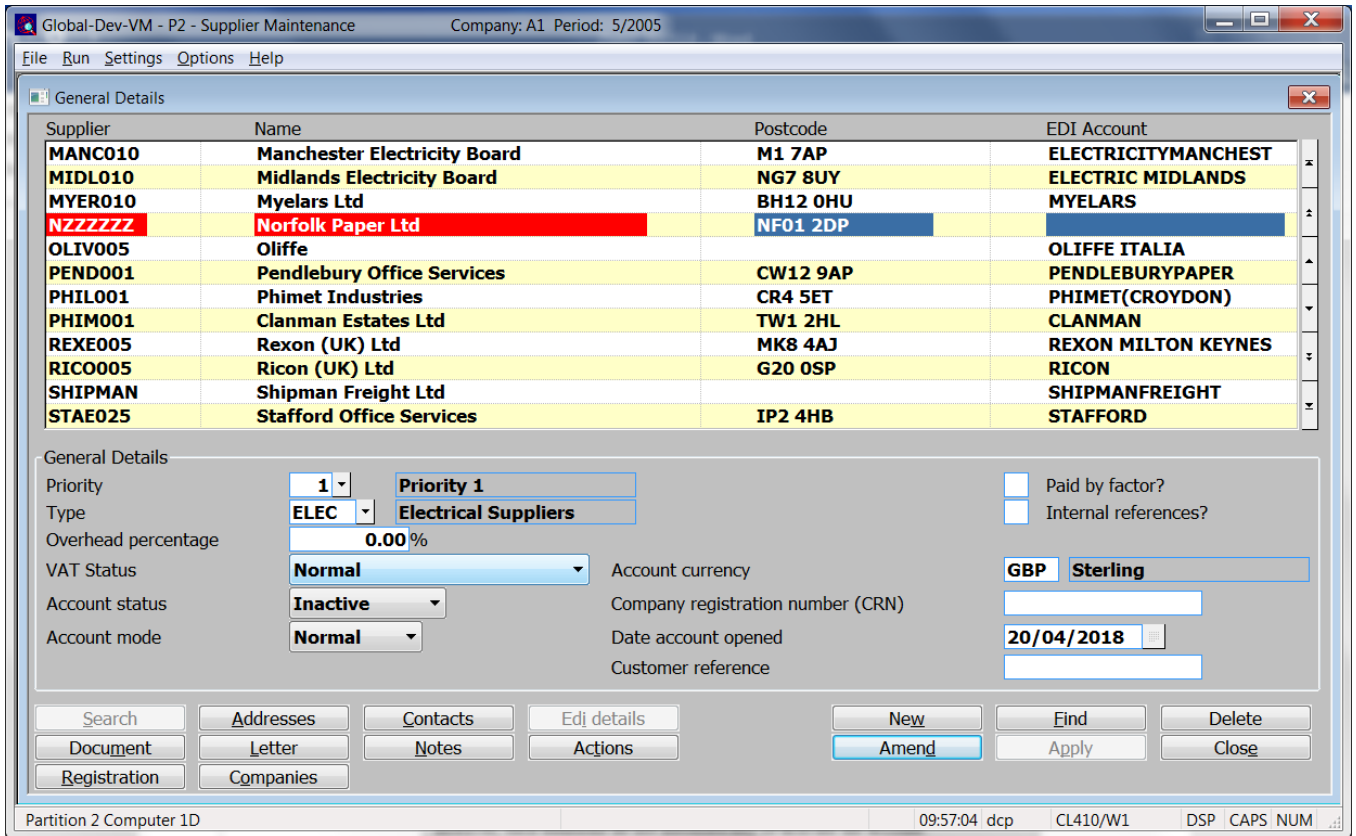 Global-Dev-VM - P2 - Supplier Maintenance Company: A1 Period: 5/2005
File Run Settings Options Help
General Details
Supplier Name Postcode EDI Account
MANC010 Manchester Electricity Board M1 7AP ELECTRICITYMANCHEST
MIDL010 Midlands Electricity Board NG7 8UY ELECTRIC MIDLANDS
MYER010 Myelars Ltd BH12 0HU MYELARS
NZZZZZZ Norfolk Paper Ltd NF01 2DP
OLIV005 Oliffe OLIFFE ITALIA
PEND001 Pendlebury Office Services CW12 9AP PENDLEBURYPAPER
PHIL001 Phimet Industries CR4 5ET PHIMET(CROYDON)
PHIM001 Clanman Estates Ltd TW1 2HL CLANMAN
REXE005 Rexon (UK) Ltd MK8 4AJ REXON MILTON KEYNES
RICO005 Ricon (UK) Ltd G20 0SP RICON
SHIPMAN Shipman Freight Ltd SHIPMANFREIGHT
STAE025 Stafford Office Services IP2 4HB STAFFORD
General Details
Priority 1 Priority 1 Paid by factor?
Type ELEC Electrical Suppliers Internal references?
Overhead percentage 0.00 %
VAT Status Normal Account currency GBP Sterling
Account status Inactive Company registration number (CRN)
Account mode Normal Date account opened 20/04/2018
Customer reference
Search Addresses Contacts Edi details New Find Delete
Document Letter Notes Actions Amend Apply Close
Registration Companies
Partition 2 Computer 1D 09:57:04 dcp CL410/W1 DSP CAPS NUM